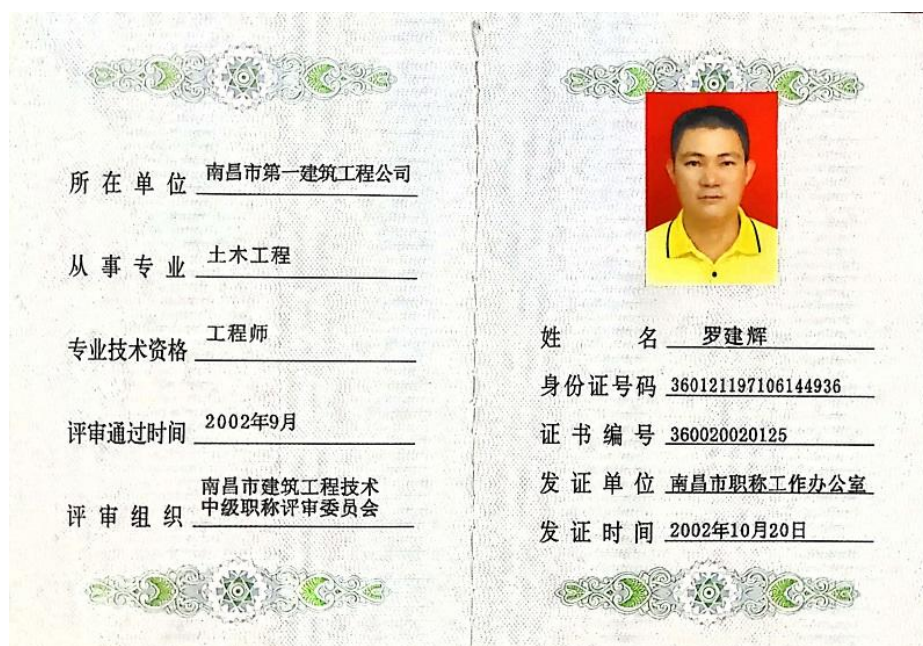 所在单位 南昌市第一建筑工程公司
从事专业 土木工程
专业技术资格 工程师
评审通过时间 2002年9月
评审组织 南昌市建筑工程技术
中级职称评审委员会
姓名 罗建辉
身份证号码 360121197106144936
证书编号 360020020125
发证单位 南昌市职称工作办公室
发证时间 2002年10月20日